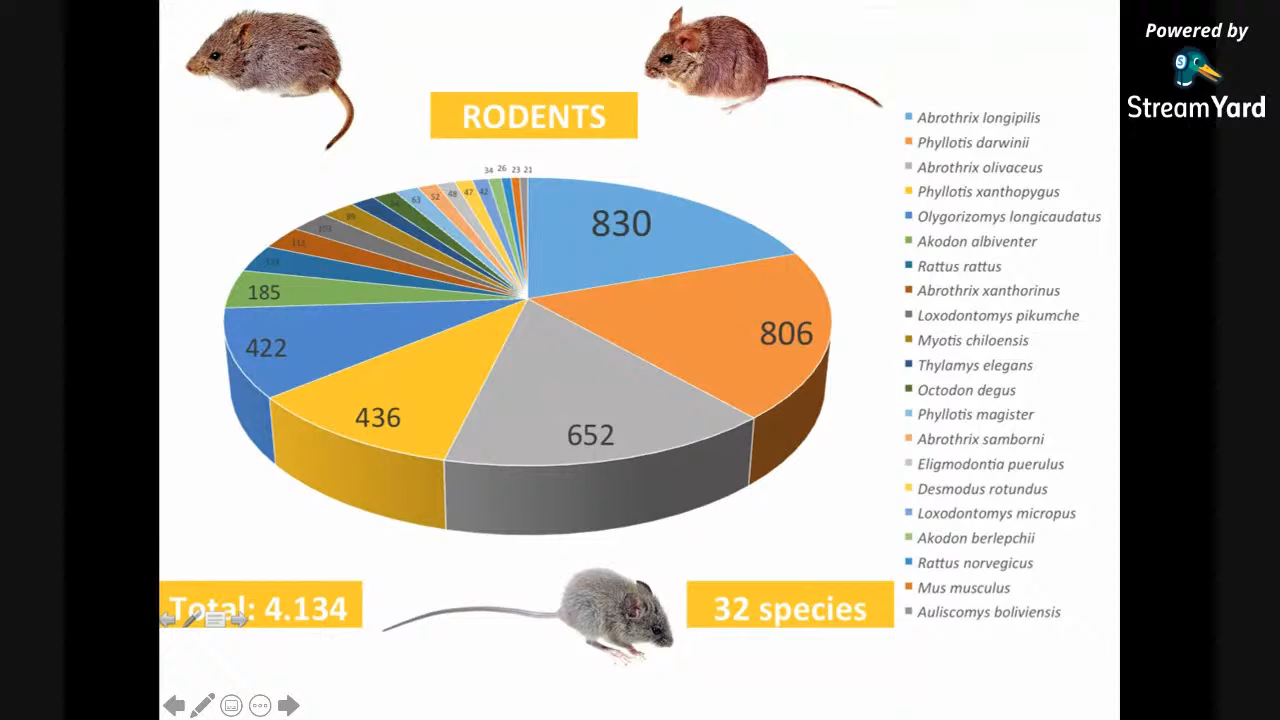 Powered by
StreamYard
RODENTS
Abrothrix longipilis
Phyllotis darwinii
Abrothrix olivaceus
Phyllotis xanthopygus
Olygorizomys longicaudatus
Akodon albiventer
Rattus rattus
Abrothrix xanthorinus
Loxodontomys pikumche
Myotis chiloensis
Thylamys elegans
Octodon degus
Phyllotis magister
Abrothrix samborni
Eligmodontia puerulus
Desmodus rotundus
Loxodontomys micropus
Akodon berlepchii
Rattus norvegicus
Mus musculus
Auliscomys boliviensis
34 26 23 21
63 52 48 47 42
89
830
185
806
422
436
652
Total: 4.134
32 species